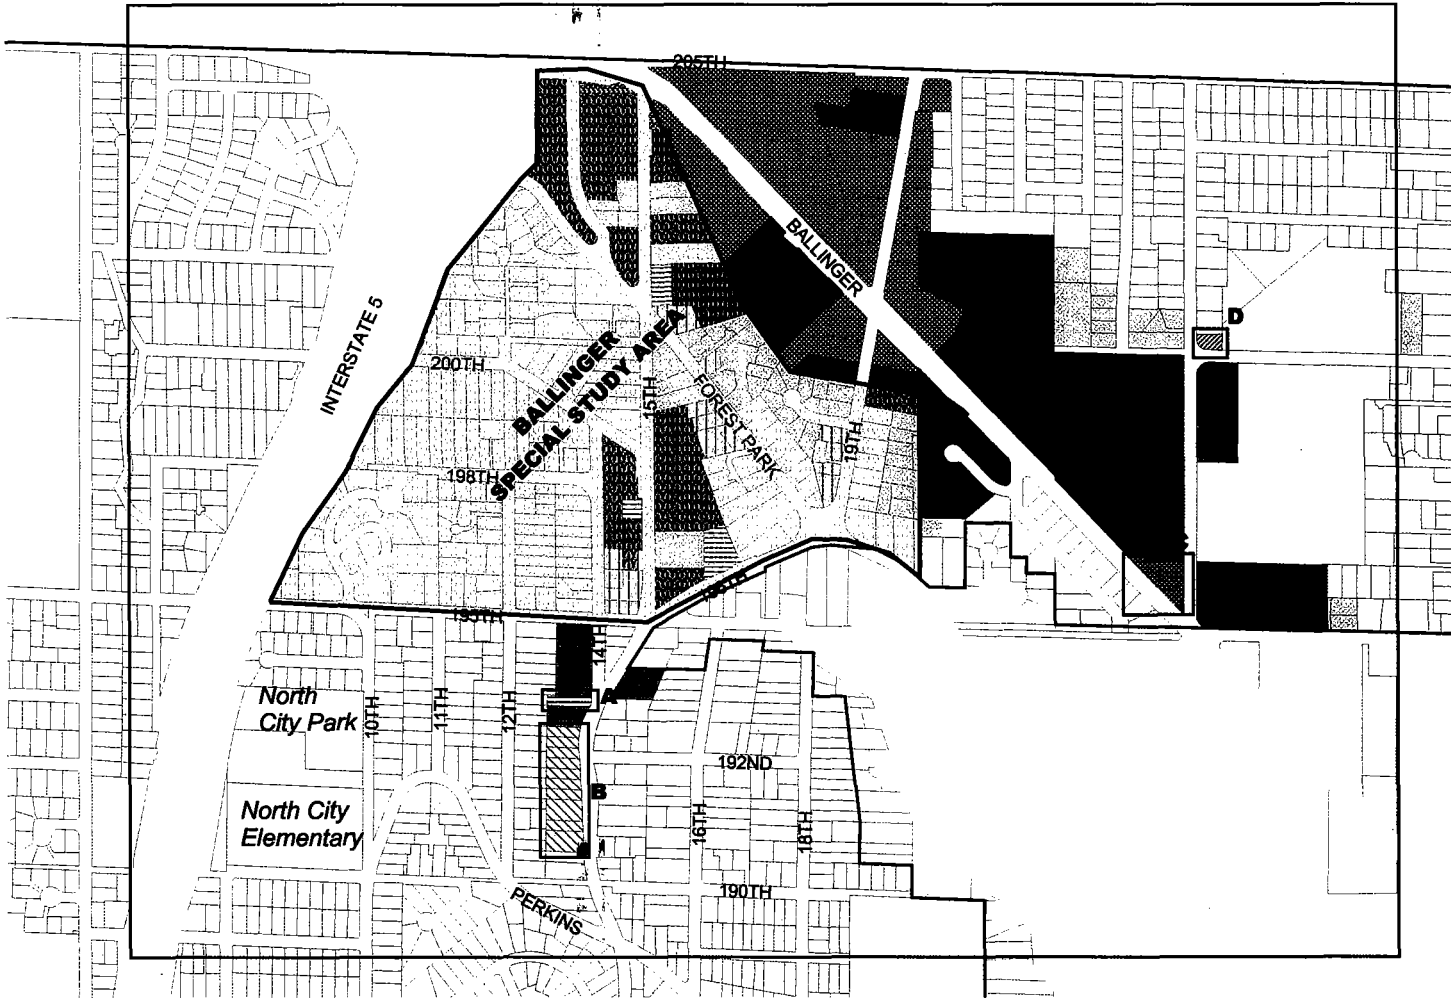 205TH
BALLINGER
D
INTERSTATE 5
200TH
BALLINGER
SPECIAL STUDY AREA
15TH
FOREST PARK
19TH
198TH
195TH
14TH
North
City Park
10TH
11TH
12TH
A
192ND
B
North City
Elementary
16TH
18TH
190TH
PERKINS